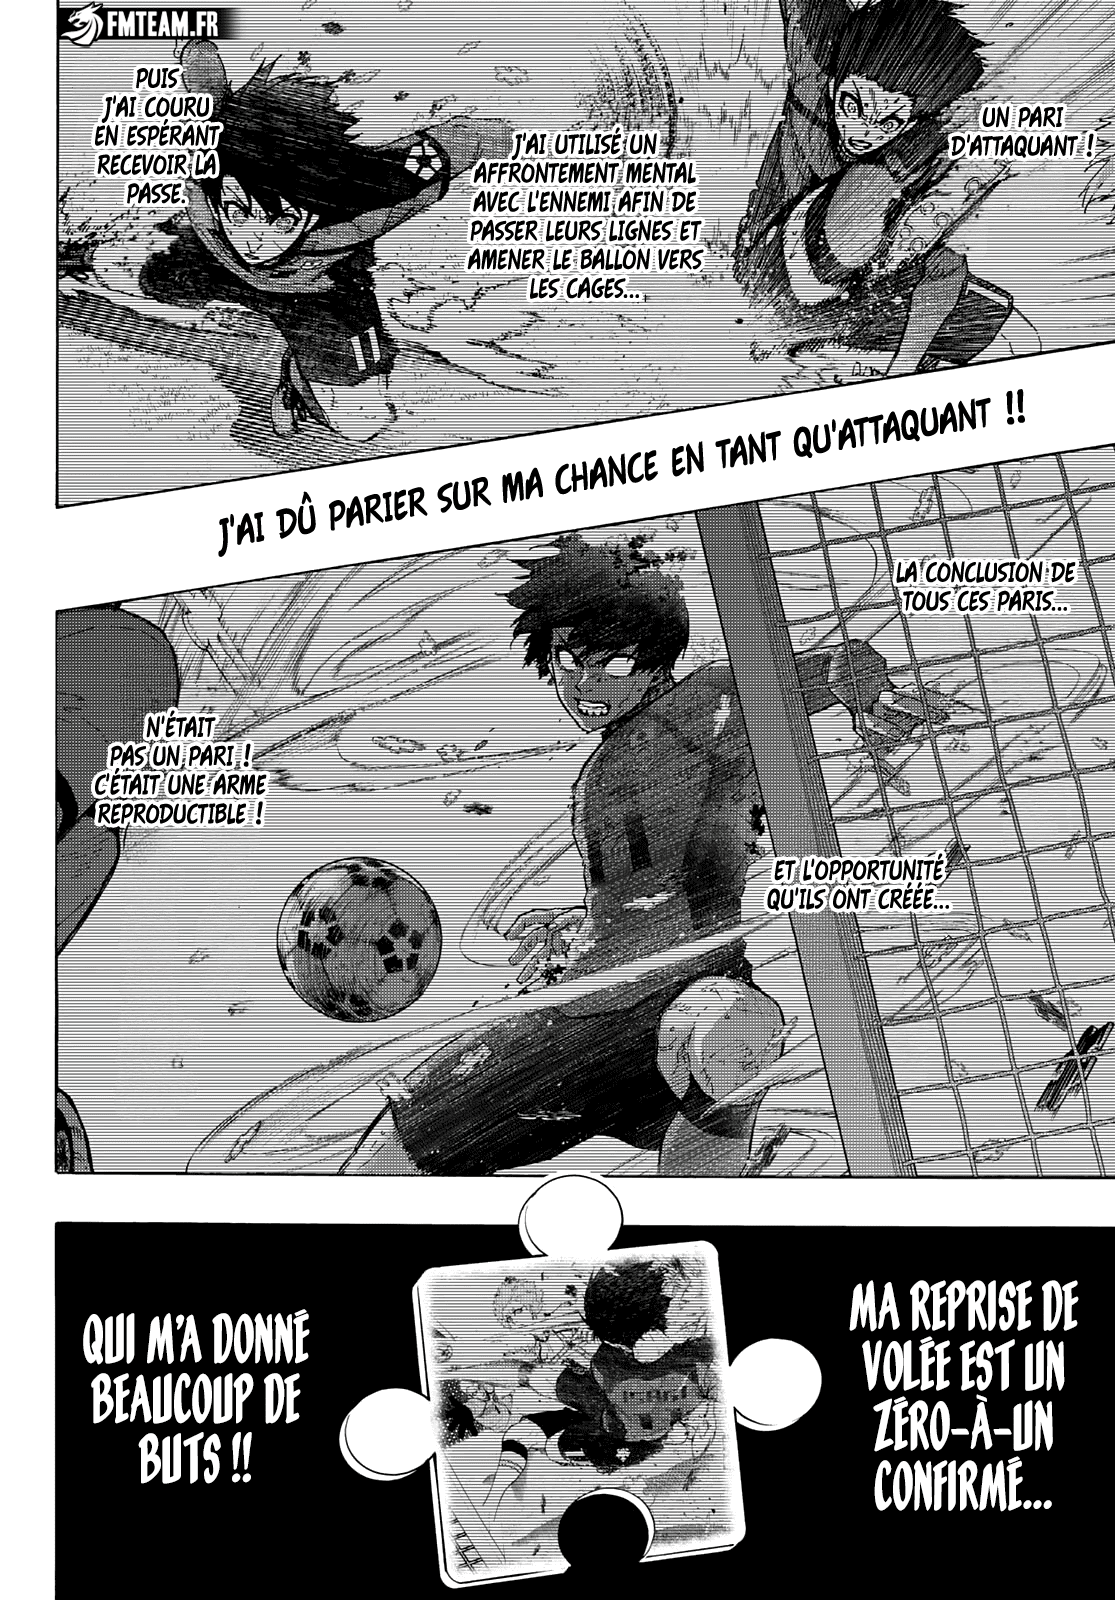 FMTEAM.FR
UN PARI
D'ATTAQUANT !
J'AI UTILISÉ UN
AFFRONTEMENT MENTAL
AVEC L'ENNEMI AFIN DE
PASSER LEURS LIGNES ET
AMENER LE BALLON VERS
LES CAGES...
PUIS
J'AI COURU
EN ESPÉRANT
RECEVOIR LA
PASSE.
J'AI DÛ PARIER SUR MA CHANCE EN TANT QU'ATTAQUANT !!
LA CONCLUSION DE
TOUS CES PARIS...
ET L'OPPORTUNITÉ
QU'ILS ONT CRÉÉE...
N'ÉTAIT
PAS UN PARI !
C'ÉTAIT UNE ARME
REPRODUCTIBLE !
MA REPRISE DE
VOLÉE EST UN
ZÉRO-À-UN
CONFIRMÉ...
QUI M'A DONNÉ
BEAUCOUP DE
BUTS !!